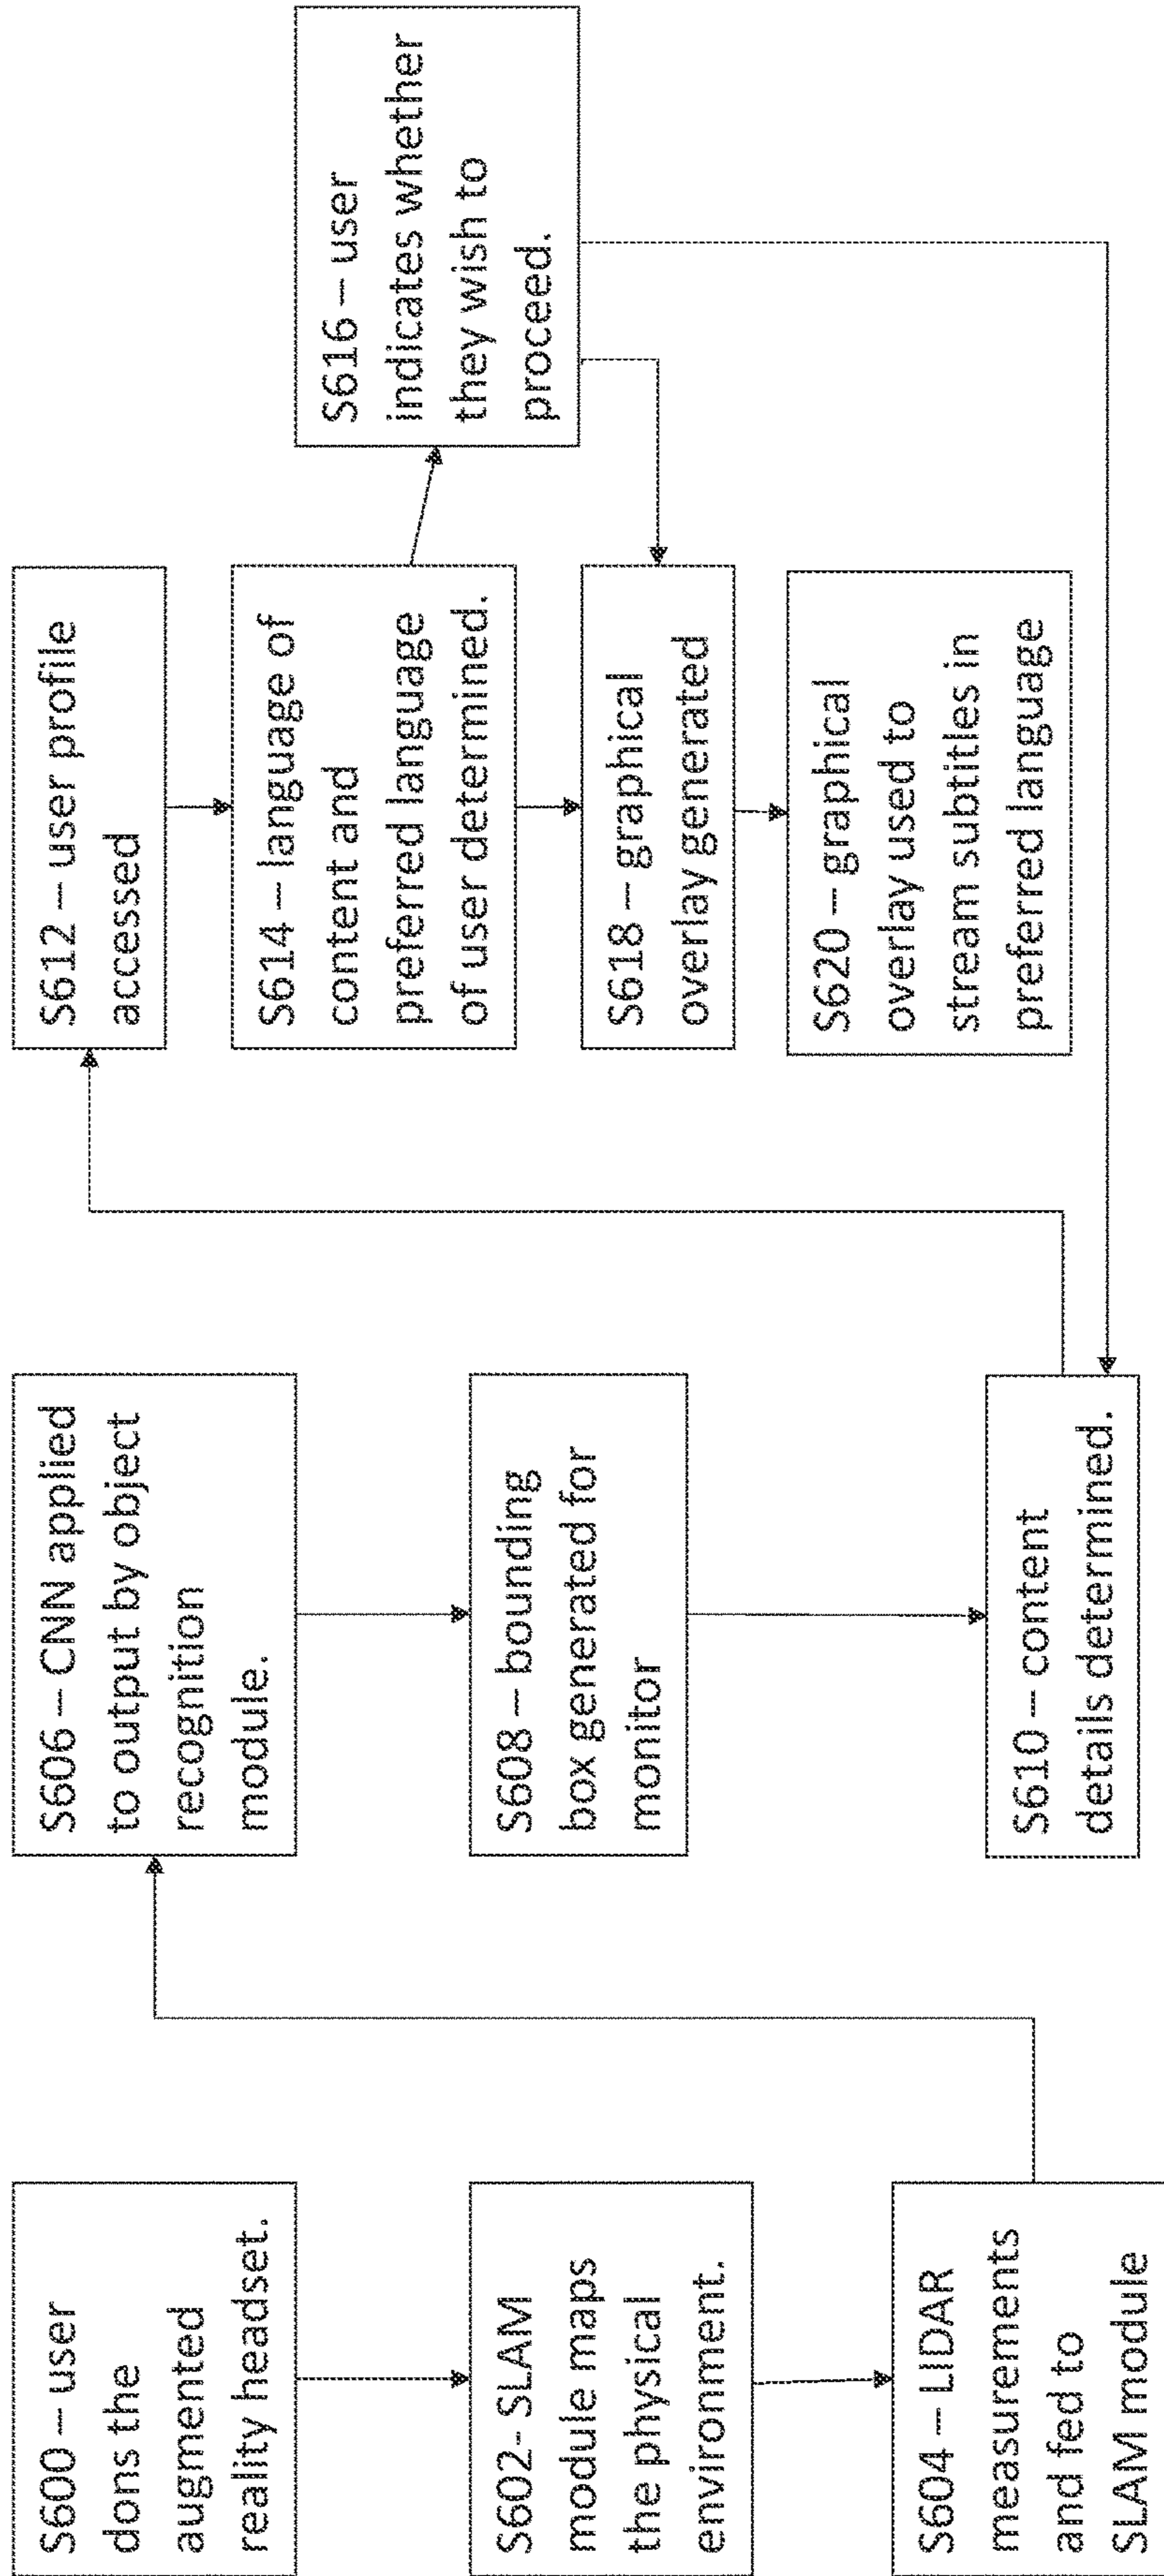 S600 – user
dons the
augmented
reality headset.
S602- SLAM
module maps
the physical
environment.
S604 – LIDAR
measurements
and fed to
SLAM module
S606 – CNN applied
to output by object
recognition
module.
S608 – bounding
box generated for
monitor
S610 – content
details determined.
S612 – user profile
accessed
S614 – language of
content and
preferred language
of user determined.
S616 – user
indicates whether
they wish to
proceed.
S618 – graphical
overlay generated
S620 – graphical
overlay used to
stream subtitles in
preferred language